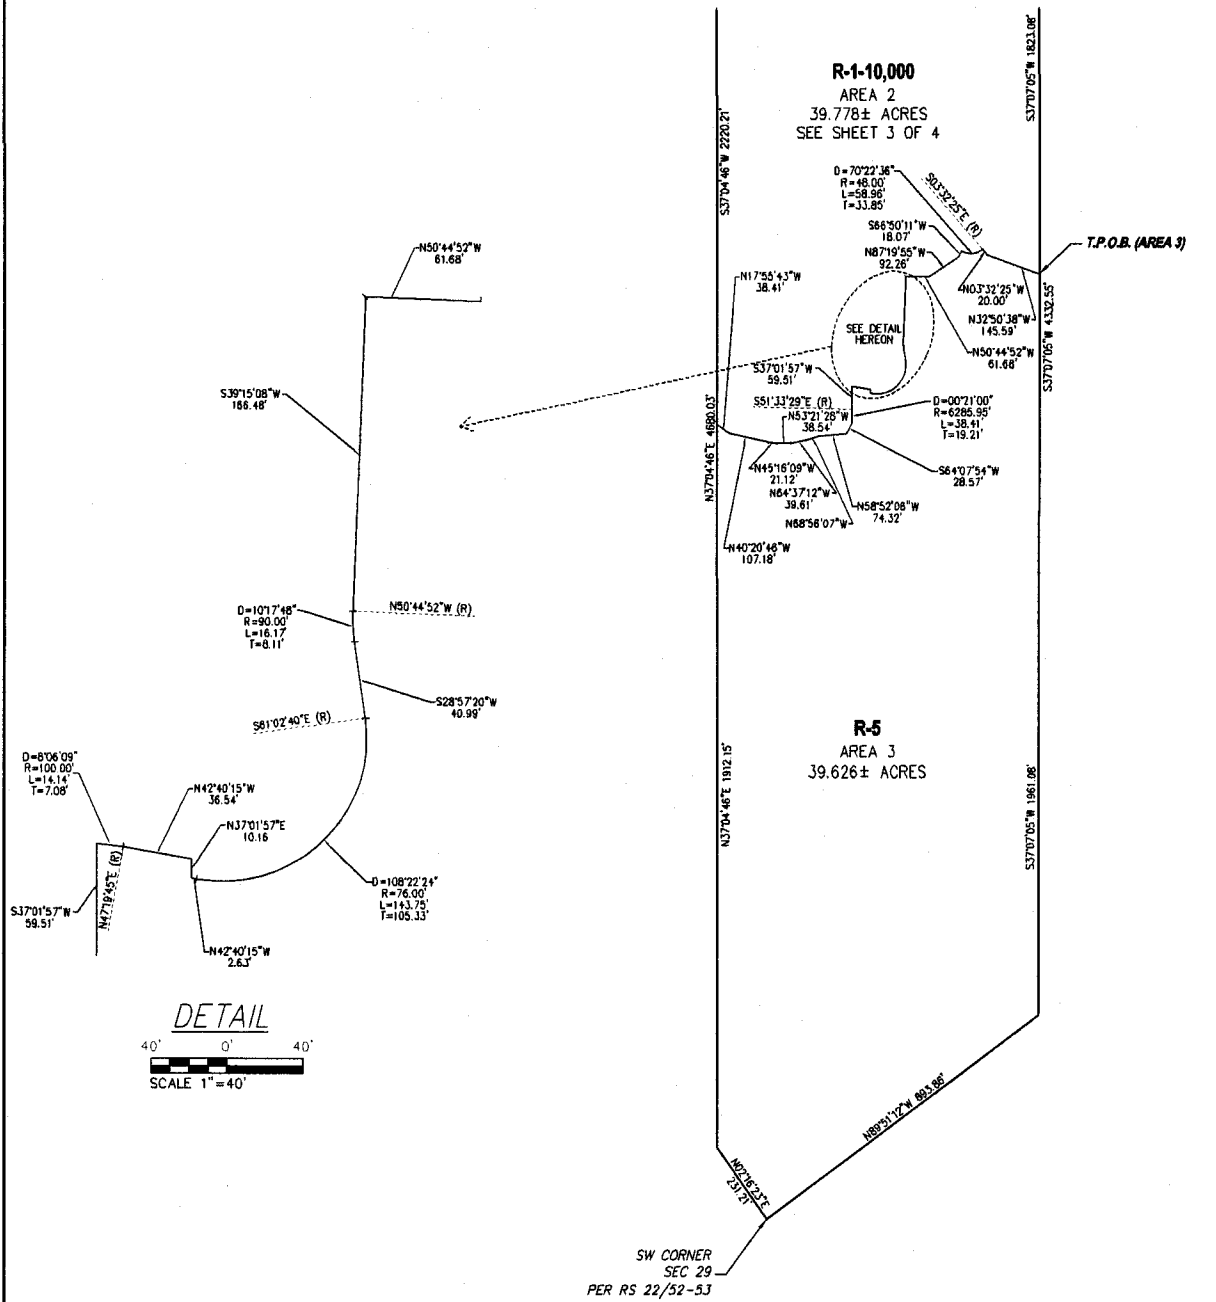 R-1-10,000
AREA 2
39.778± ACRES
SEE SHEET 3 OF 4
S37°07'05"W 1823.08'
S37°04'46"W 2220.21'
D=70°22'36"
R=48.00'
L=58.96'
T=33.85'
S03°32'25"E (R)
S66°50'11"W
18.07'
N87°19'55"W
92.26'
T.P.O.B. (AREA 3)
N17°55'43"W
38.41'
N03°32'25"W
20.00'
N32°50'38"W
145.59'
S37°07'05"W 4332.55'
SEE DETAIL
HEREON
N50°44'52"W
61.68'
S37°01'57"W
59.51'
S51°33'29"E (R)
N53°21'28"W
38.54'
D=00°21'00"
R=6285.95'
L=38.41'
T=19.21'
N37°04'46"E 4680.03'
N45°16'09"W
21.12'
S64°07'54"W
28.57'
N64°37'12"W
39.61'
N58°52'08"W
74.32'
N68°56'07"W
N40°20'46"W
107.18'
N50°44'52"W
61.68'
S39°15'08"W
166.48'
D=10°17'48"
R=90.00'
L=16.17'
T=8.11'
N50°44'52"W (R)
S28°57'20"W
40.99'
S61°02'40"E (R)
D=8°06'09"
R=100.00'
L=14.14'
T=7.08'
N42°40'15"W
36.54'
N37°01'57"E
10.16
N47°19'45"E (R)
S37°01'57"W
59.51'
D=108°22'24"
R=76.00'
L=143.75'
T=105.33'
N42°40'15"W
2.63'
DETAIL
40' 0' 40'
SCALE 1"=40'
R-5
AREA 3
39.626± ACRES
N37°04'46"E 1912.15'
S37°07'05"W 1961.08'
N89°51'12"W 893.86'
N02°16'23"E
231.21'
SW CORNER
SEC 29
PER RS 22/52-53